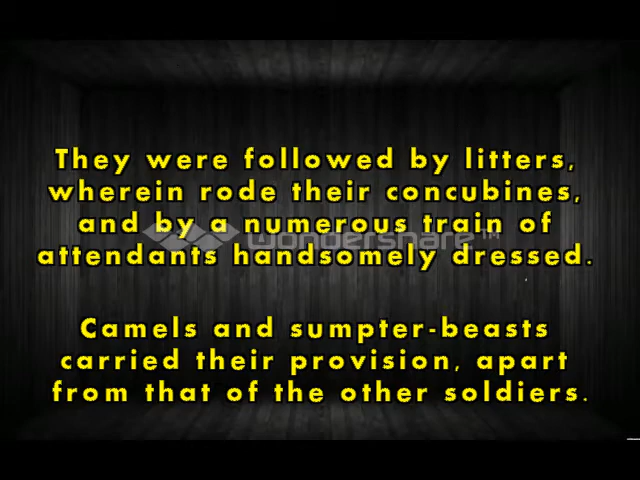 They were followed by litters,
wherein rode their concubines,
and by a numerous train of
wondershare™
attendants handsomely dressed.
Camels and sumpter-beasts
carried their provision, apart
from that of the other soldiers.